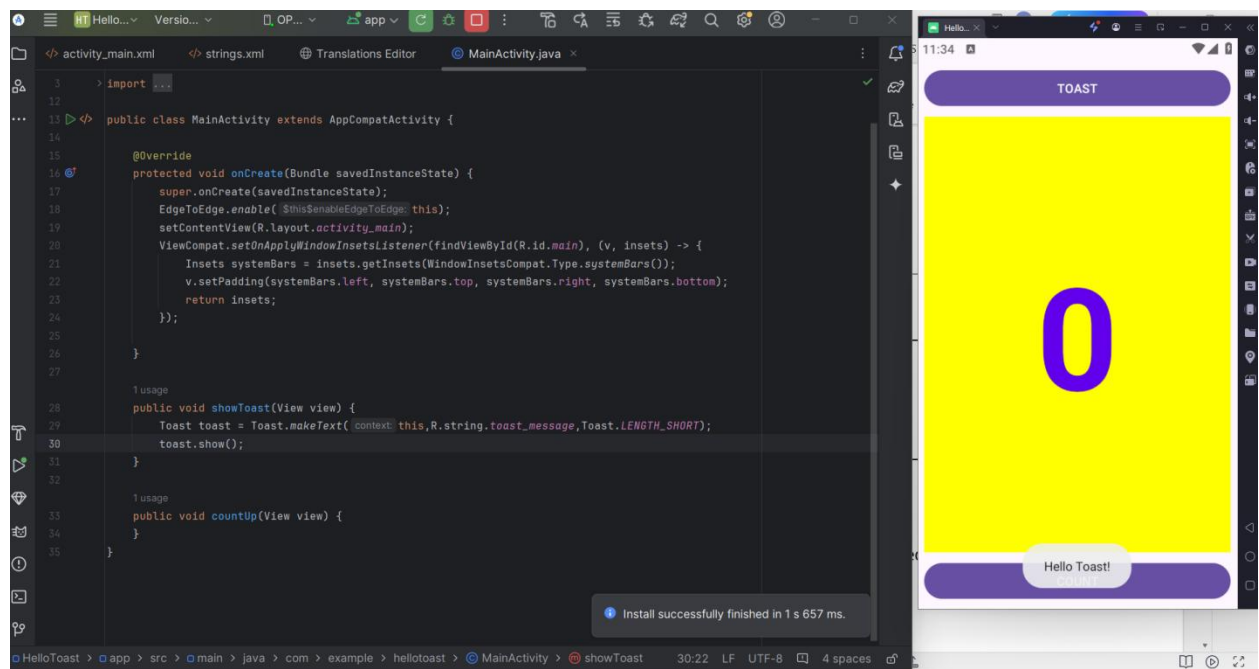 HT Hello... Versio... OP... app
activity_main.xml strings.xml Translations Editor MainActivity.java
3 import ...
12
13 public class MainActivity extends AppCompatActivity {
14
15 @Override
16 protected void onCreate(Bundle savedInstanceState) {
17 super.onCreate(savedInstanceState);
18 EdgeToEdge.enable( $this$enableEdgeToEdge: this);
19 setContentView(R.layout.activity_main);
20 ViewCompat.setOnApplyWindowInsetsListener(findViewById(R.id.main), (v, insets) -> {
21 Insets systemBars = insets.getInsets(WindowInsetsCompat.Type.systemBars());
22 v.setPadding(systemBars.left, systemBars.top, systemBars.right, systemBars.bottom);
23 return insets;
24 });
25
26 }
27
1 usage
28 public void showToast(View view) {
29 Toast toast = Toast.makeText( context: this,R.string.toast_message,Toast.LENGTH_SHORT);
30 toast.show();
31 }
32
1 usage
33 public void countUp(View view) {
34 }
35 }
Install successfully finished in 1 s 657 ms.
HelloToast > app > src > main > java > com > example > hellotoast > MainActivity > showToast 30:22 LF UTF-8 4 spaces
Hello...
11:34
TOAST
0
Hello Toast!
COUNT